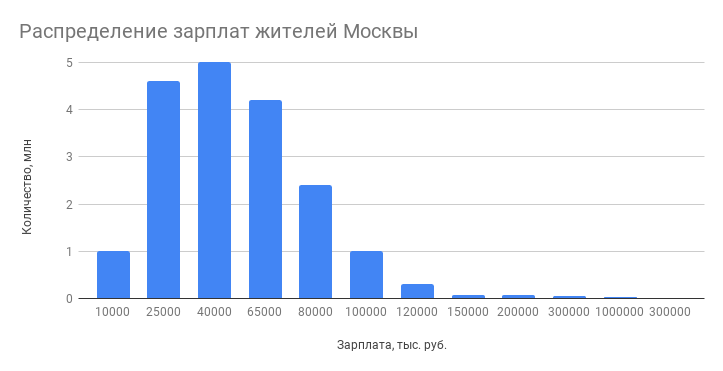 Распределение зарплат жителей Москвы
5
4
3
2
1
0
Количество, млн
10000 25000 40000 65000 80000 100000 120000 150000 200000 300000 1000000 300000
Зарплата, тыс. руб.